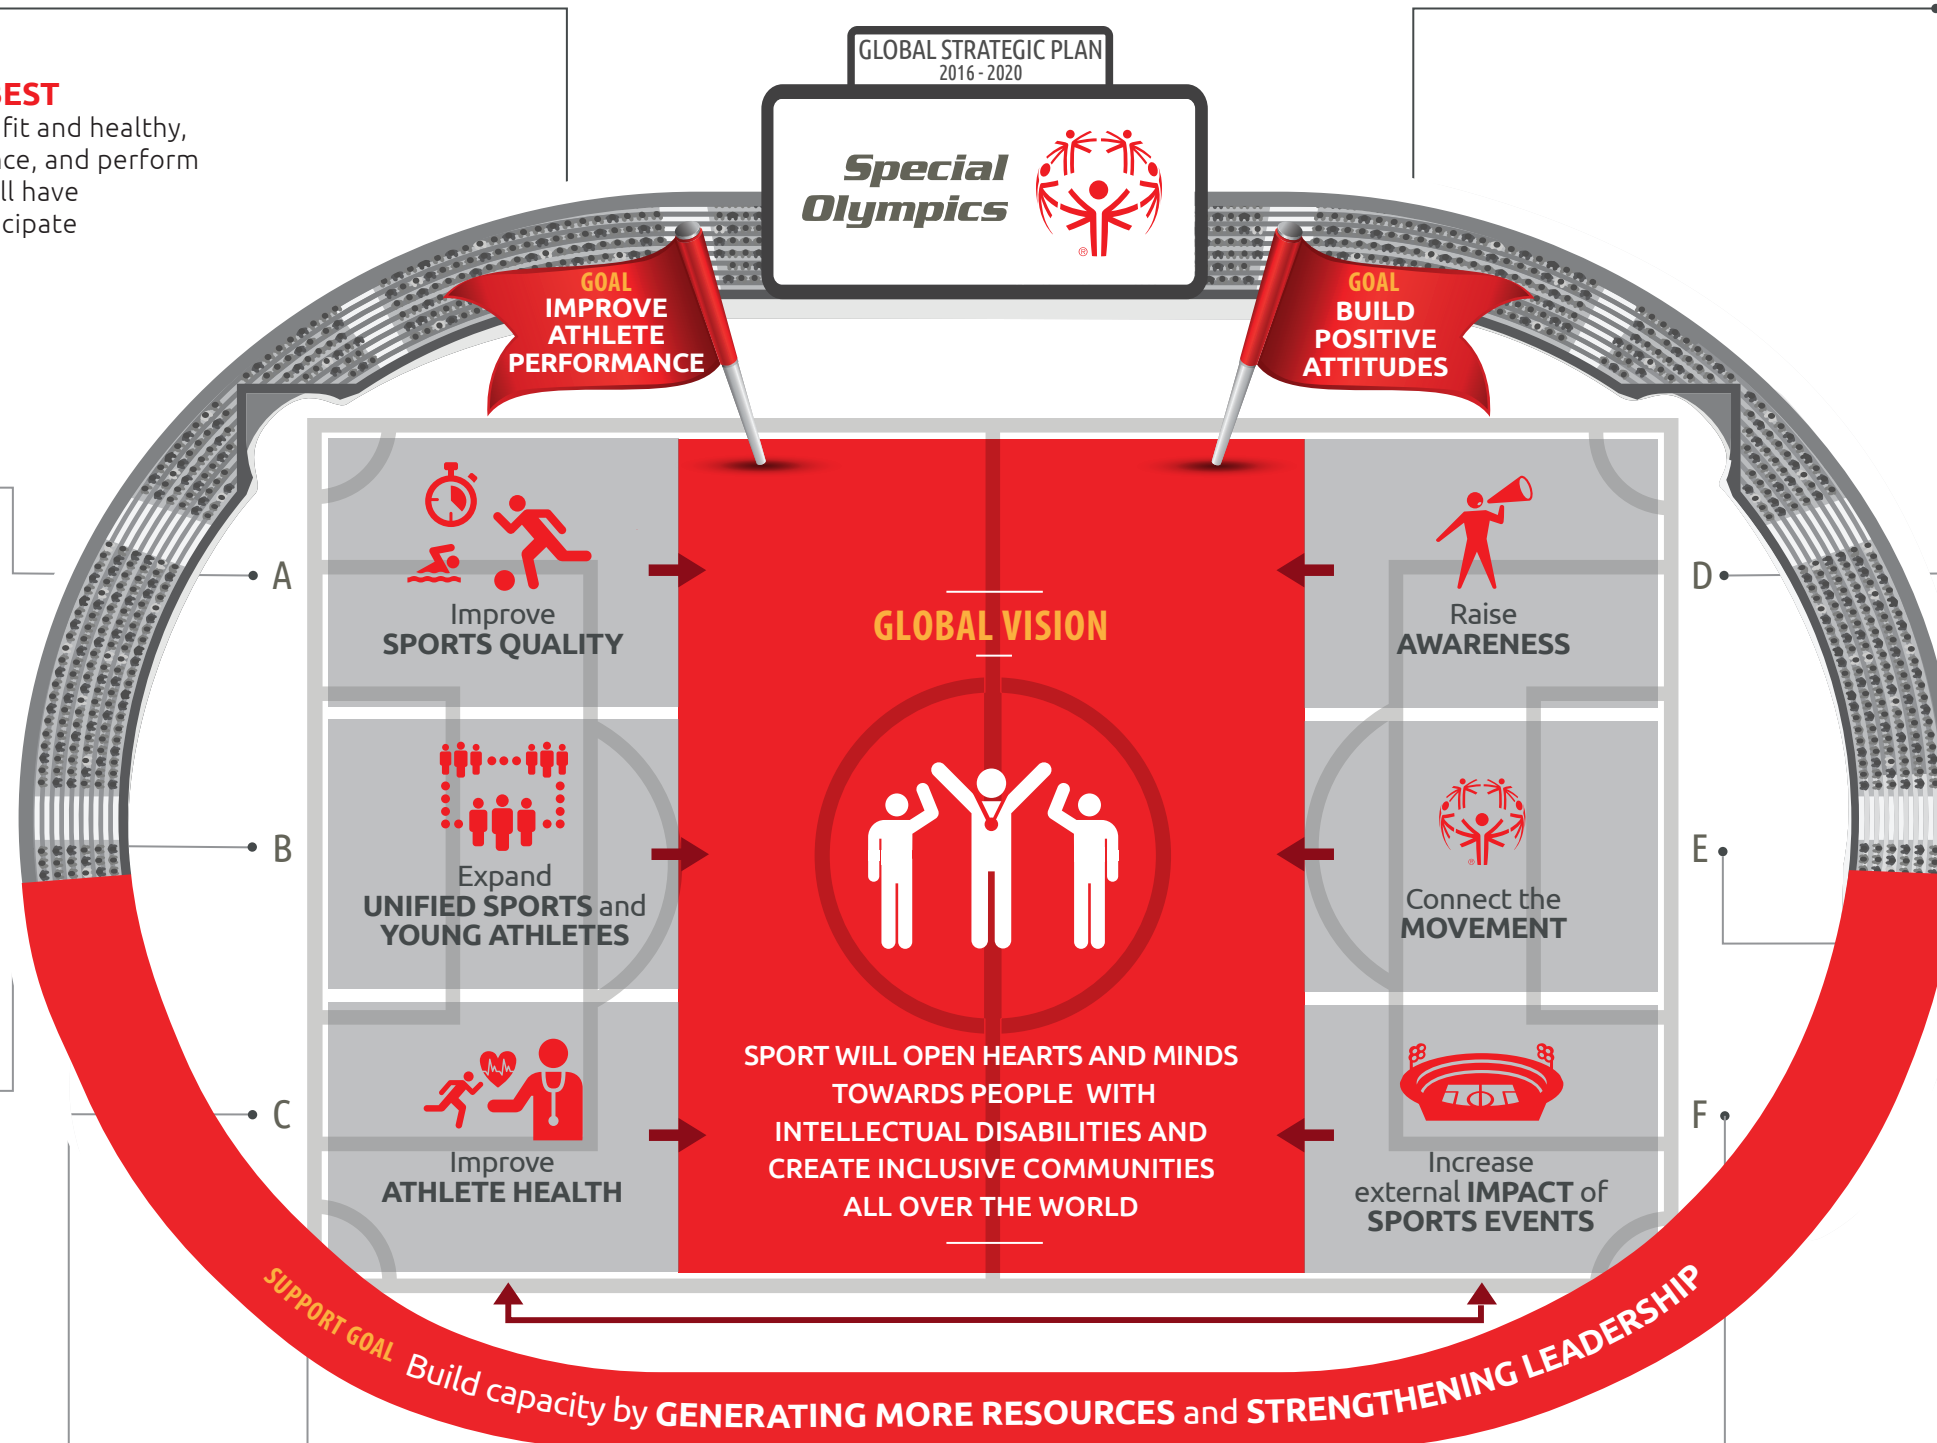 GLOBAL STRATEGIC PLAN
2016 - 2020
Special
Olympics
®
BEST
fit and healthy,
and perform
have
GOAL
IMPROVE
ATHLETE
PERFORMANCE
GOAL
BUILD
POSITIVE
ATTITUDES
A
Improve
SPORTS QUALITY
B
Expand
UNIFIED SPORTS and
YOUNG ATHLETES
C
Improve
ATHLETE HEALTH
GLOBAL VISION
SPORT WILL OPEN HEARTS AND MINDS
TOWARDS PEOPLE WITH
INTELLECTUAL DISABILITIES AND
CREATE INCLUSIVE COMMUNITIES
ALL OVER THE WORLD
D
Raise
AWARENESS
E
®
Connect the
MOVEMENT
F
Increase
external IMPACT of
SPORTS EVENTS
SUPPORT GOAL Build capacity by GENERATING MORE RESOURCES and STRENGTHENING LEADERSHIP